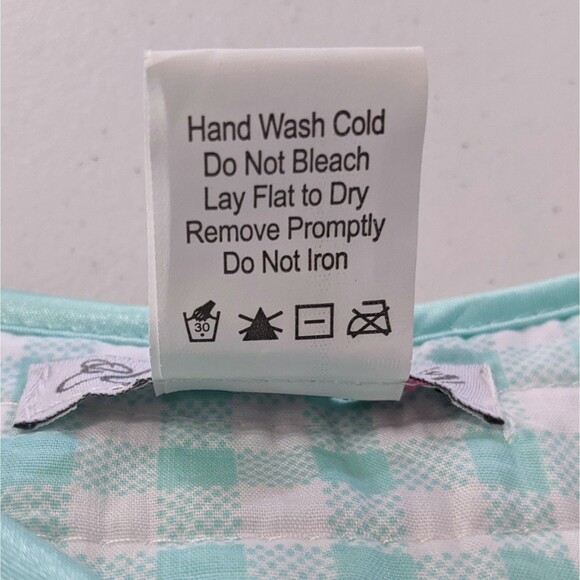 Hand Wash Cold
Do Not Bleach
Lay Flat to Dry
Remove Promptly
Do Not Iron
30